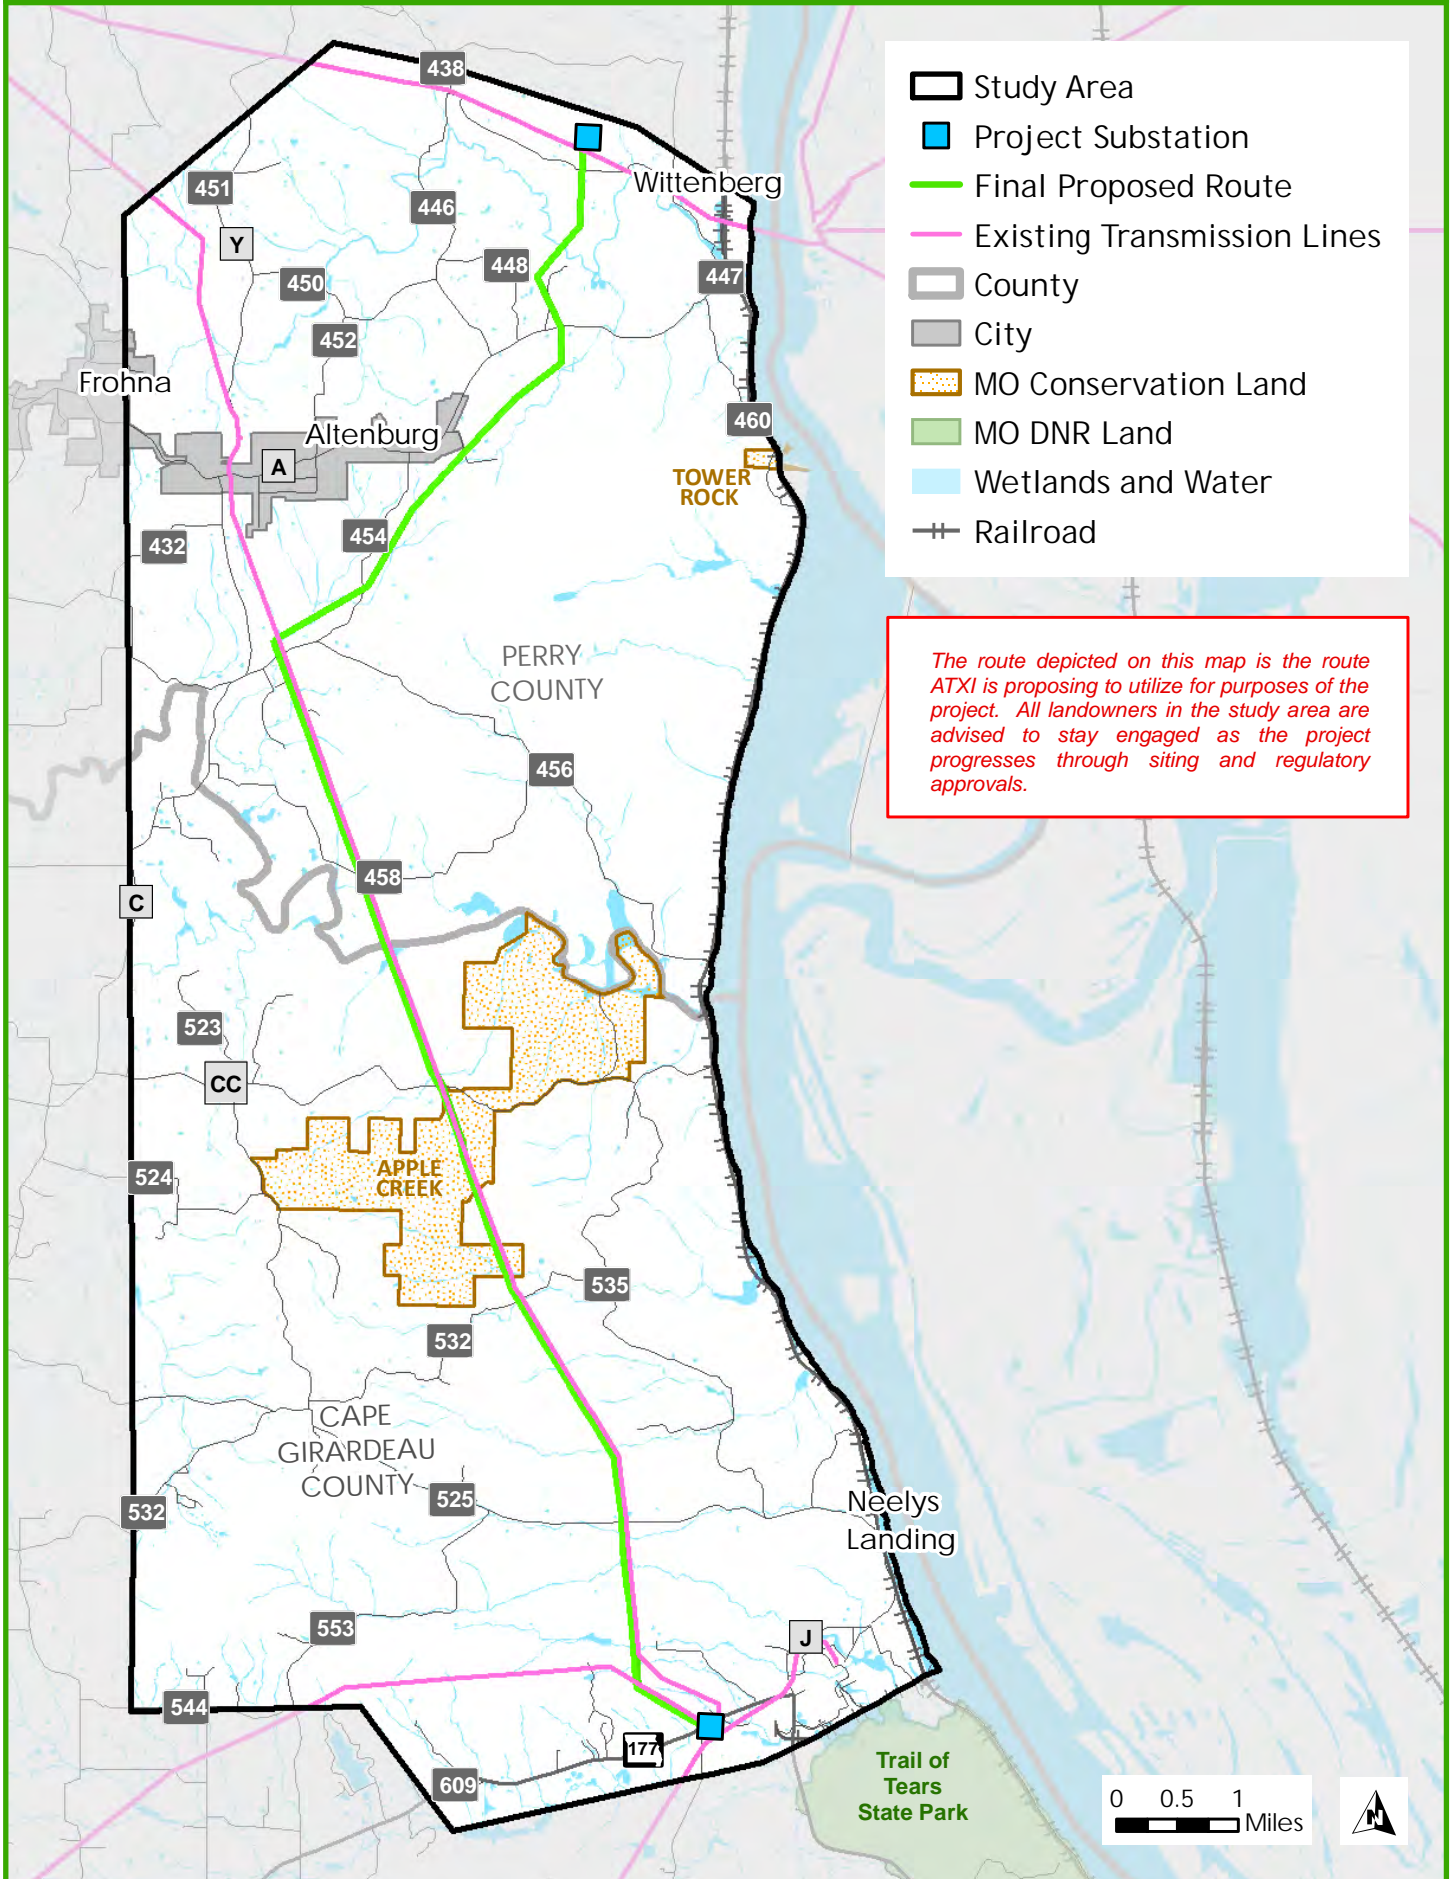 438
451
Wittenberg
446
Y
448
447
450
452
Frohna
460
Altenburg
A
TOWER
ROCK
454
432
PERRY
COUNTY
456
458
C
523
CC
APPLE
CREEK
524
535
532
CAPE
GIRARDEAU
COUNTY
525
532
Neelys
Landing
553
J
544
177
609
Trail of
Tears
State Park
Study Area
Project Substation
Final Proposed Route
Existing Transmission Lines
County
City
MO Conservation Land
MO DNR Land
Wetlands and Water
Railroad
The route depicted on this map is the route
ATXI is proposing to utilize for purposes of the
project. All landowners in the study area are
advised to stay engaged as the project
progresses through siting and regulatory
approvals.
0 0.5 1
Miles
N